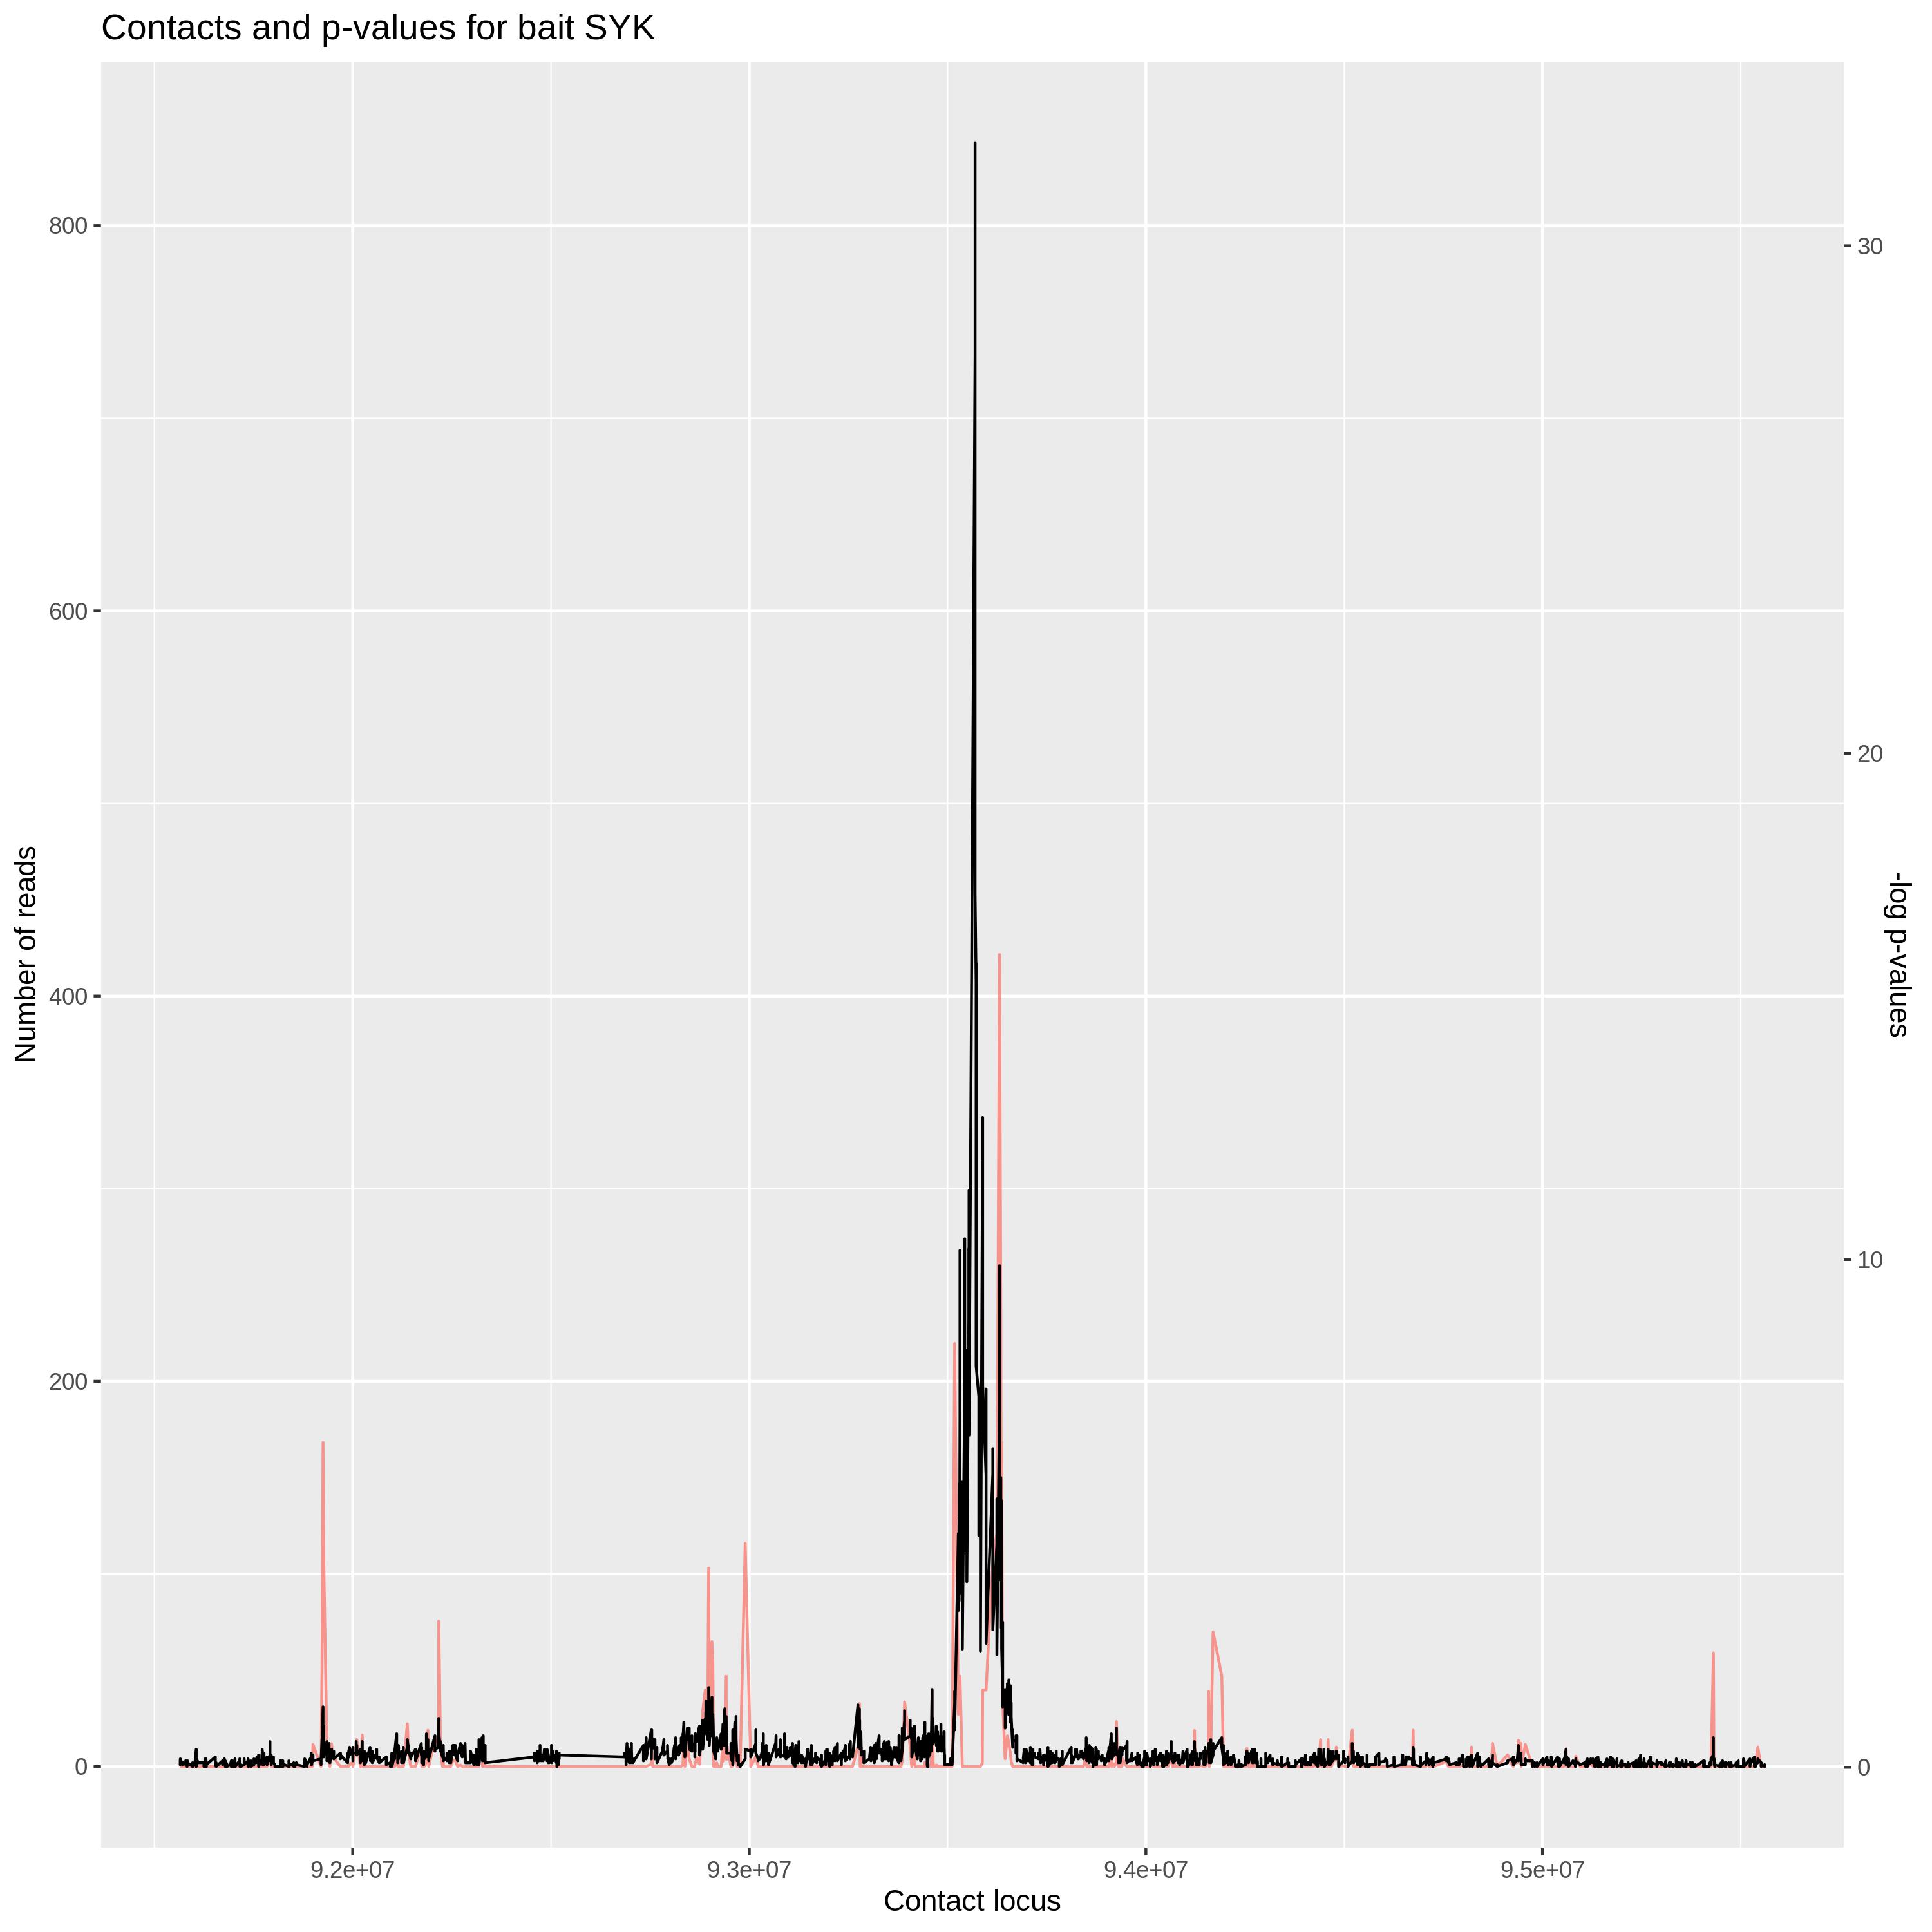 Contacts and p-values for bait SYK
800
600
400
200
0
30
20
10
0
Number of reads
-log p-values
9.2e+07
9.3e+07
9.4e+07
9.5e+07
Contact locus